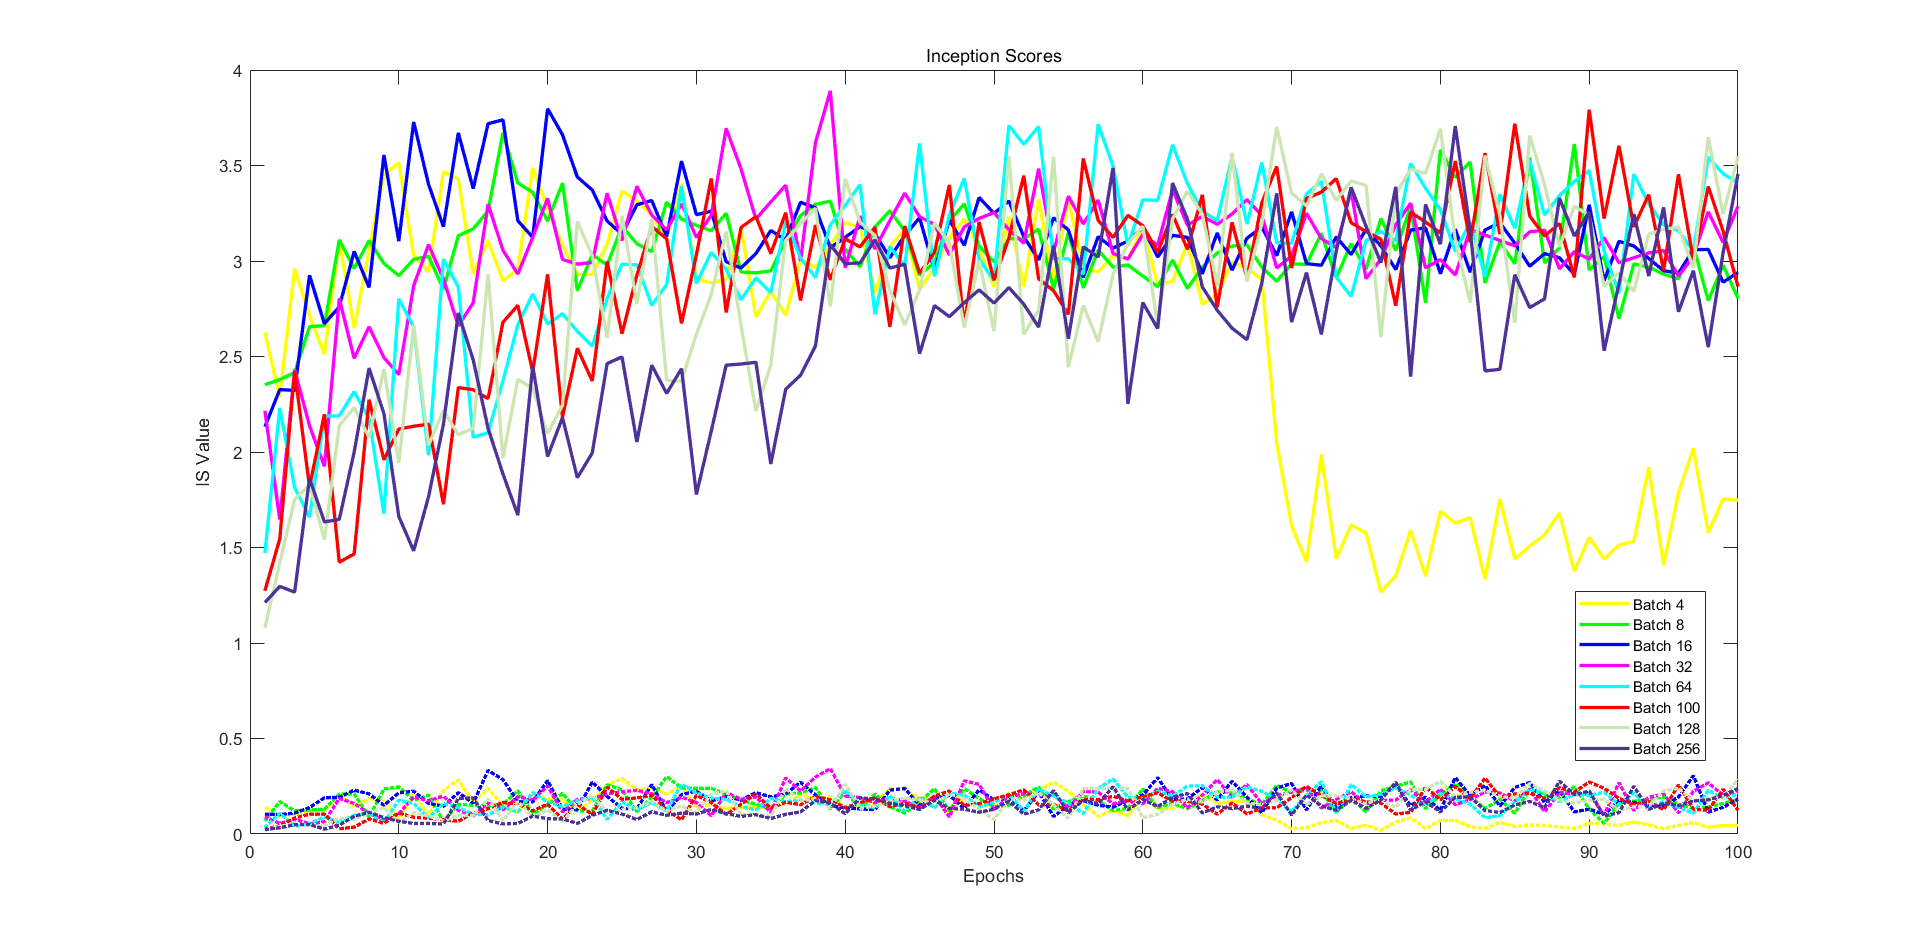 Inception Scores
4
3.5
3
2.5
2
1.5
1
0.5
0
IS Value
0 10 20 30 40 50 60 70 80 90 100
Epochs
Batch 4
Batch 8
Batch 16
Batch 32
Batch 64
Batch 100
Batch 128
Batch 256